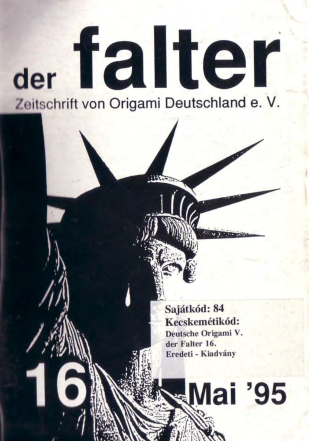 der falter
Zeitschrift von Origami Deutschland e. V.
Sajátkód: 84
Kecskemétikód:
Deutsche Origami V.
der Falter 16.
Eredeti - Kiadvány
16
Mai '95